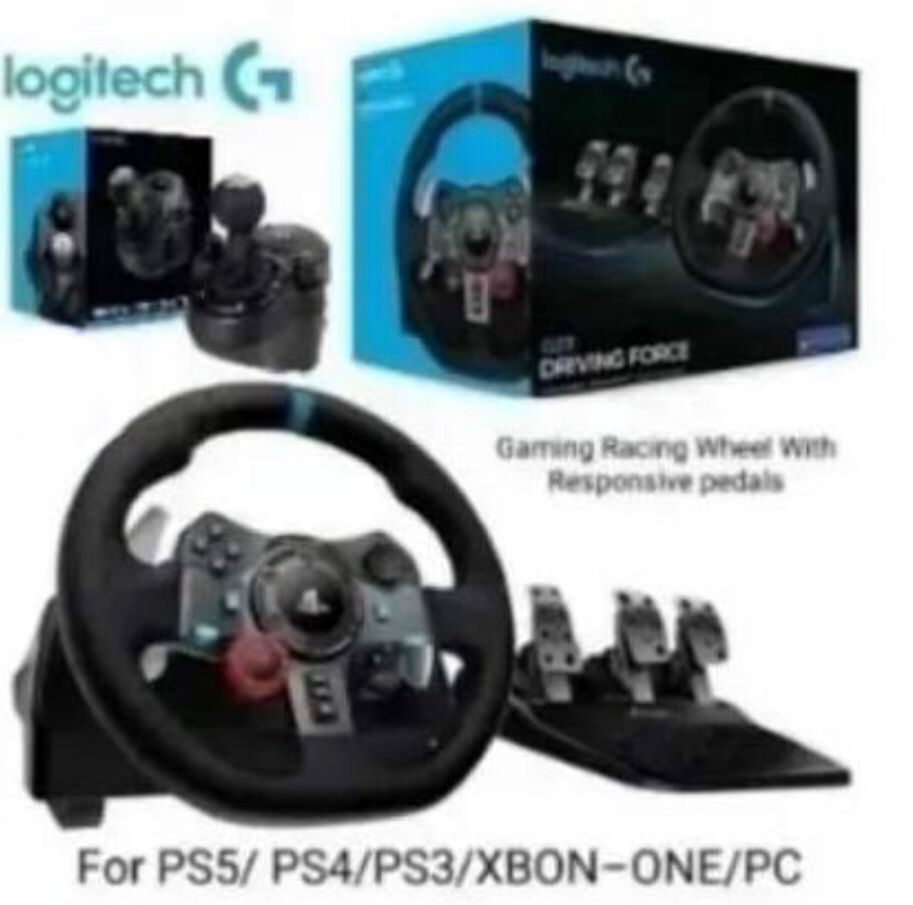 logitech G
logitech G
DRIVING FORCE
Gaming Racing Wheel With
Responsive pedals
For PS5/ PS4/PS3/XBON-ONE/PC